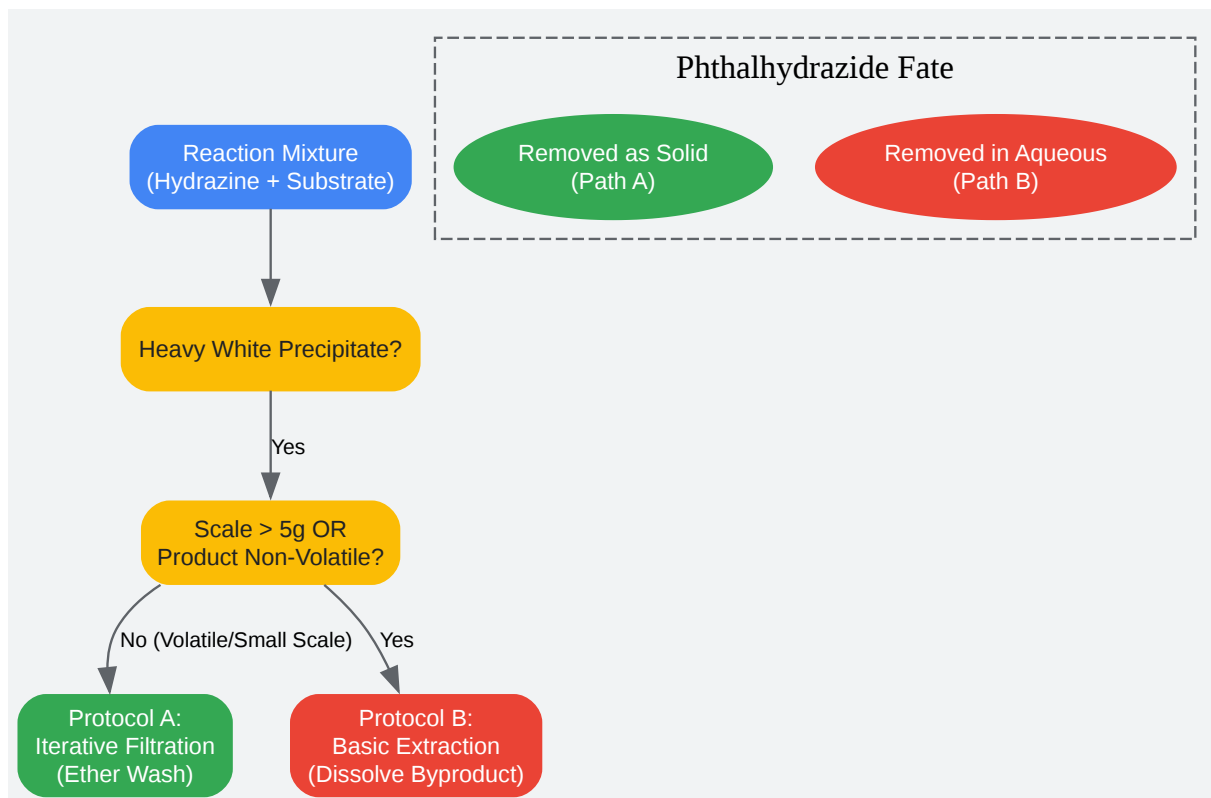 Phthalhydrazide Fate
Removed as Solid
(Path A)
Removed in Aqueous
(Path B)
Reaction Mixture
(Hydrazine + Substrate)
Heavy White Precipitate?
Yes
Scale > 5g OR
Product Non-Volatile?
No (Volatile/Small Scale)
Yes
Protocol A:
Iterative Filtration
(Ether Wash)
Protocol B:
Basic Extraction
(Dissolve Byproduct)